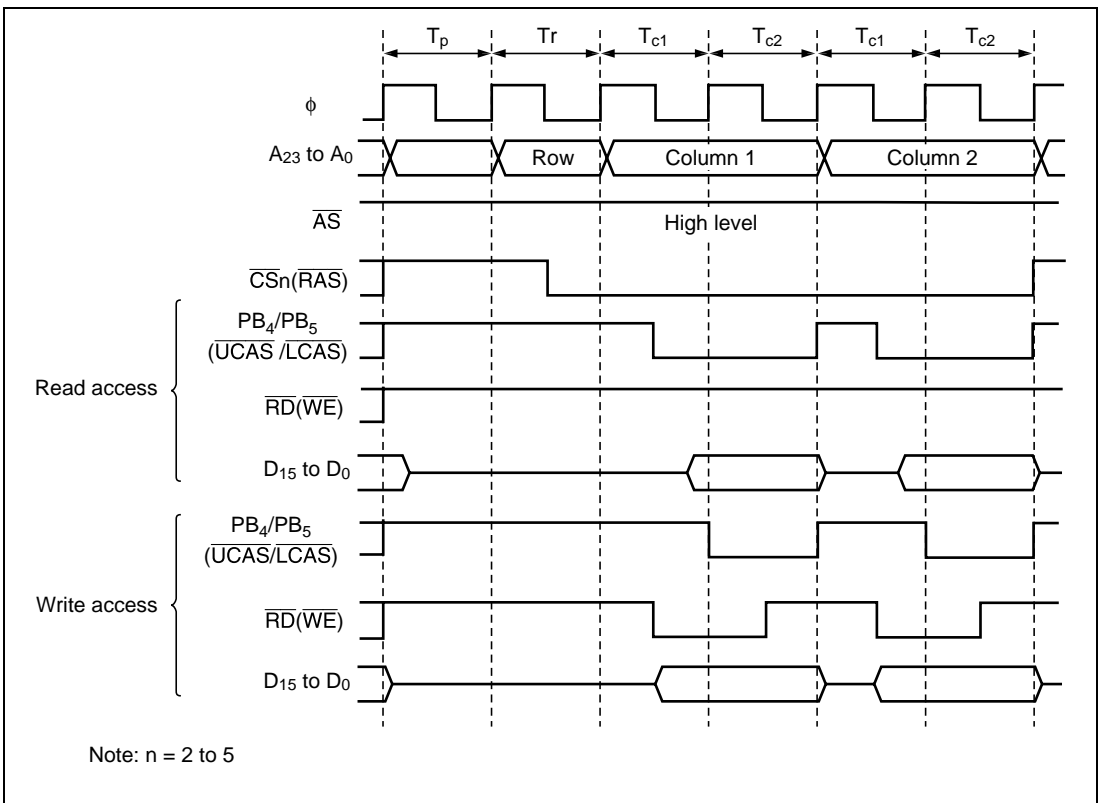 Tp Tr Tc1 Tc2 Tc1 Tc2
ϕ
A23 to A0 Row Column 1 Column 2
AS High level
CSn(RAS)
PB4/PB5
(UCAS /LCAS)
Read access
RD(WE)
D15 to D0
PB4/PB5
(UCAS/LCAS)
Write access
RD(WE)
D15 to D0
Note: n = 2 to 5